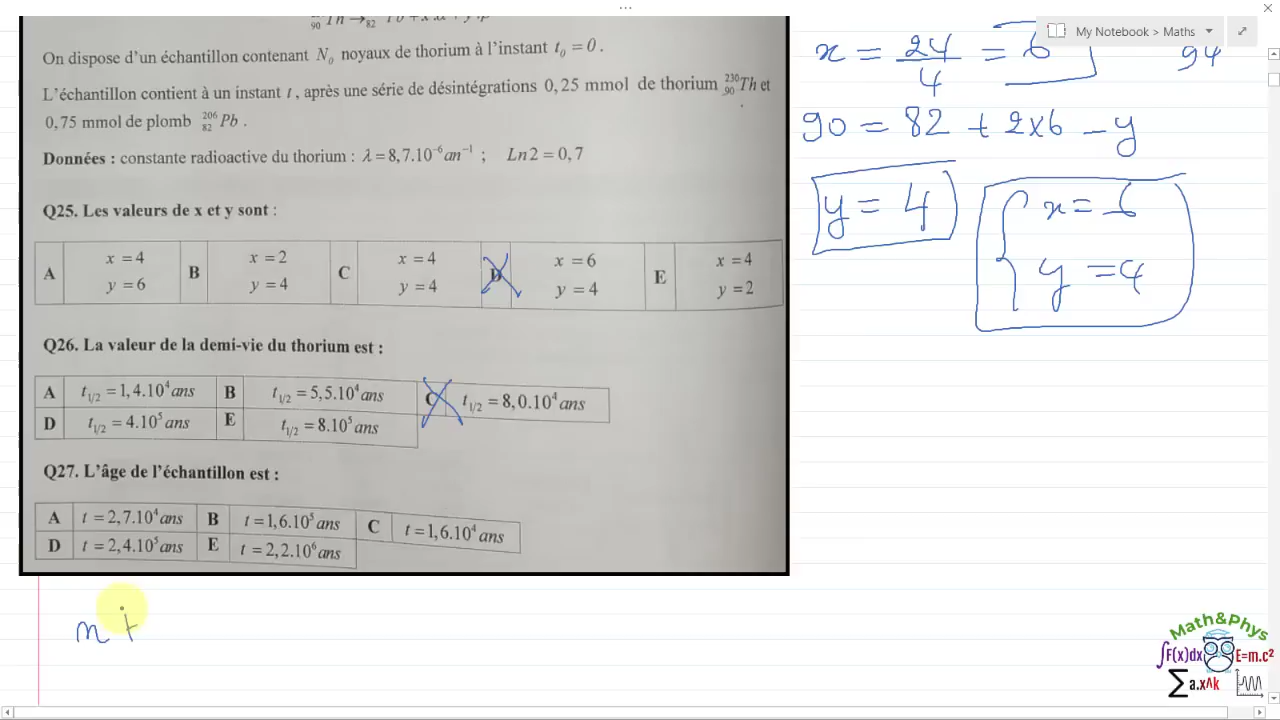 My Notebook > Maths
On dispose d'un échantillon contenant N₀ noyaux de thorium à l'instant t₀ = 0 .
L'échantillon contient à un instant t , après une série de désintégrations 0,25 mmol de thorium ²³⁰₉₀Th et
0,75 mmol de plomb ²⁰⁶₈₂Pb .
Données : constante radioactive du thorium : λ = 8,7.10⁻⁶ an⁻¹ ; Ln2 = 0,7
Q25. Les valeurs de x et y sont :
A x = 4 y = 6 B x = 2 y = 4 C x = 4 y = 4 D x = 6 y = 4 E x = 4 y = 2
Q26. La valeur de la demi-vie du thorium est :
A t₁/₂ = 1,4.10⁴ ans B t₁/₂ = 5,5.10⁴ ans C t₁/₂ = 8,0.10⁴ ans
D t₁/₂ = 4.10⁵ ans E t₁/₂ = 8.10⁵ ans
Q27. L'âge de l'échantillon est :
A t = 2,7.10⁴ ans B t = 1,6.10⁵ ans C t = 1,6.10⁴ ans
D t = 2,4.10⁵ ans E t = 2,2.10⁶ ans
x = 24/4 = 6 94
90 = 82 + 2x6 - y
y = 4
x = 6
y = 4
Math&Phys
∫F(x)dx E=m.c²
∑ a.x^k